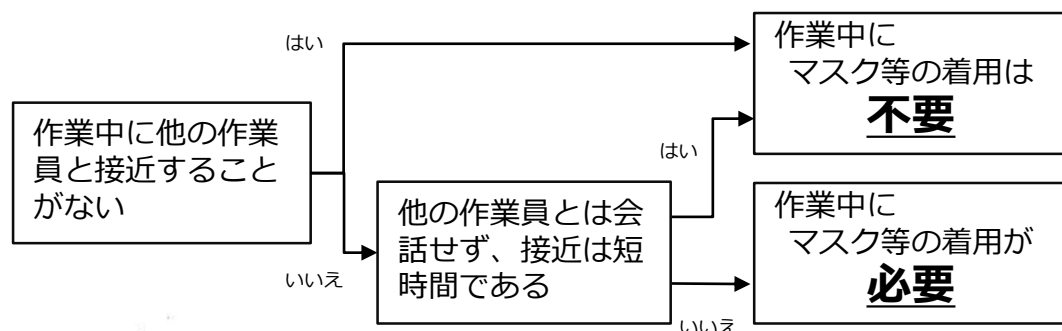 作業中に他の作業
員と接近すること
がない
はい
いいえ
他の作業員とは会
話せず、接近は短
時間である
はい
いいえ
作業中に
マスク等の着用は
不要
作業中に
マスク等の着用が
必要